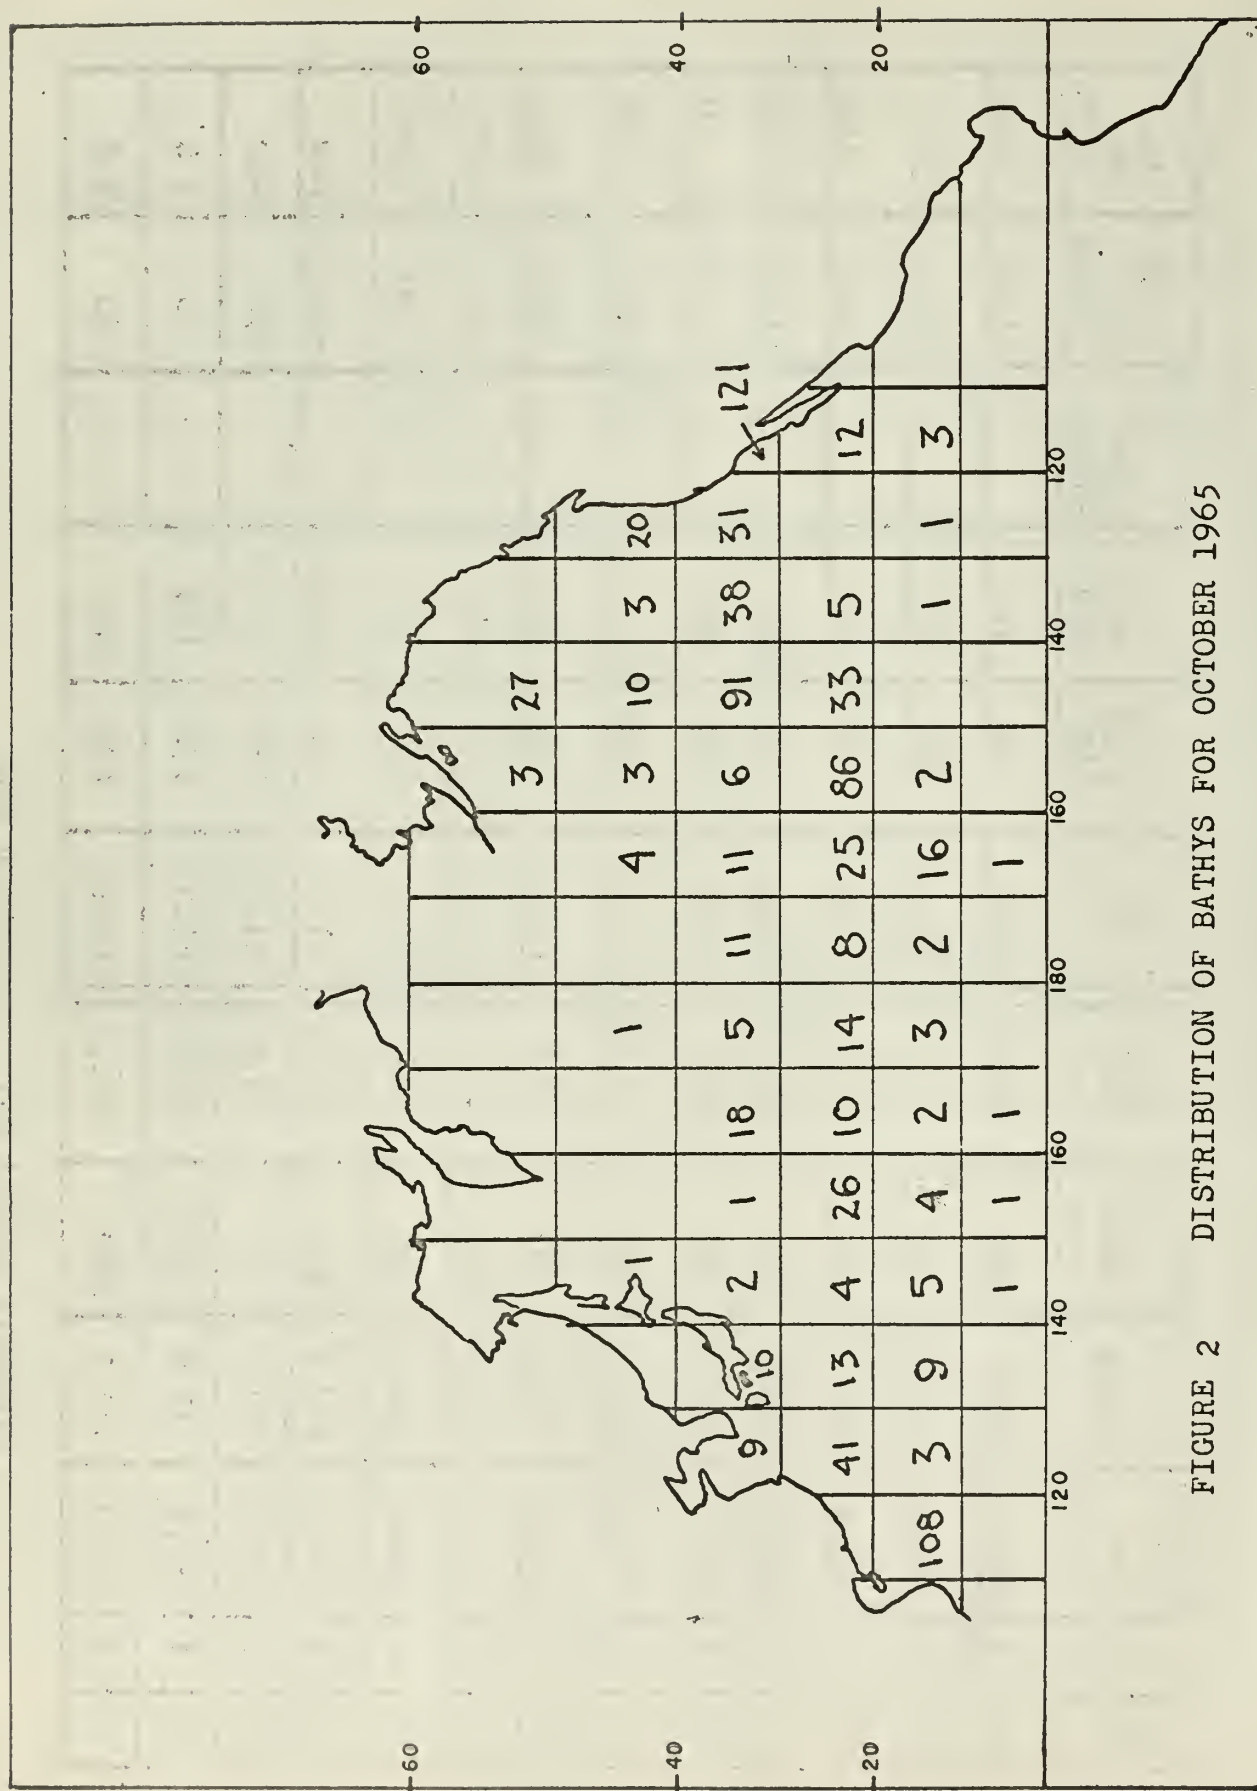 60 60
3 27
1 1 4 3 10 3 20
40 40
9 10 2 1 18 5 11 11 6 91 38 31 121
41 13 4 26 10 14 8 25 86 33 5 12
20 20
108 3 9 5 4 2 3 2 16 2 1 1 3
1 1 1 1
120 140 160 180 160 140 120
FIGURE 2 DISTRIBUTION OF BATHYS FOR OCTOBER 1965